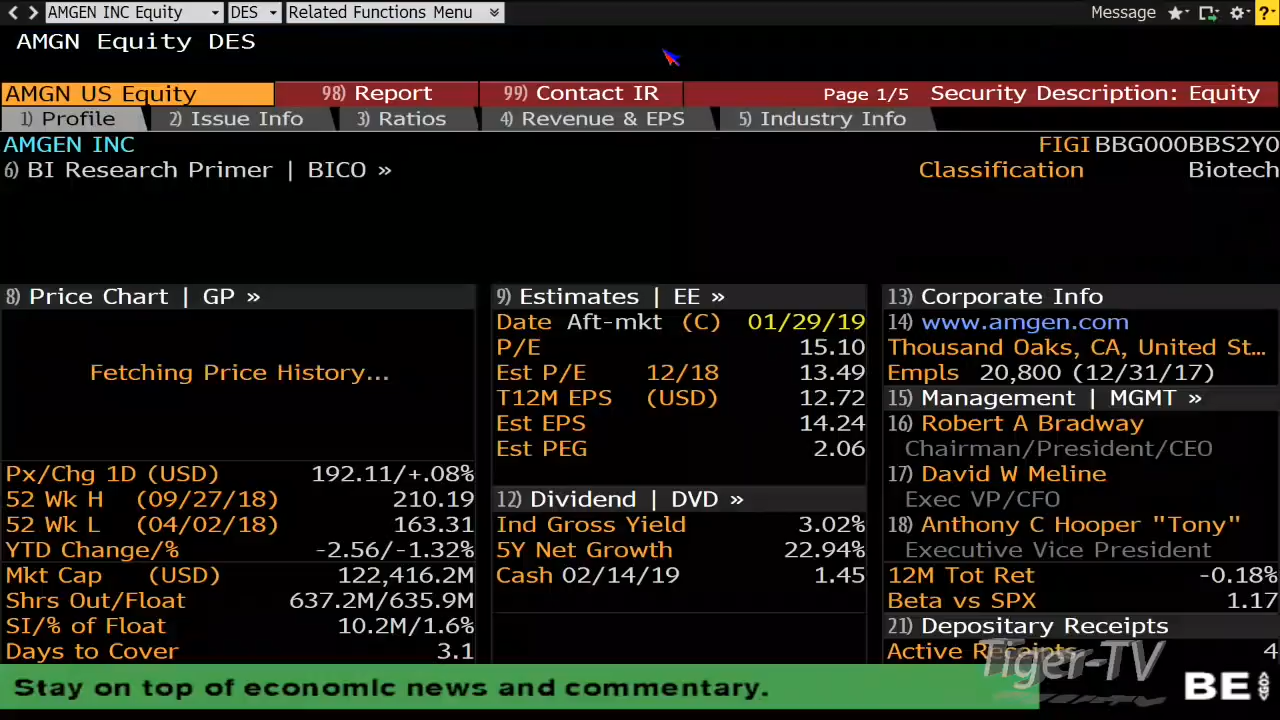 AMGEN INC Equity DES Related Functions Menu Message ?
AMGN Equity DES
AMGN US Equity 98) Report 99) Contact IR Page 1/5 Security Description: Equity
1) Profile 2) Issue Info 3) Ratios 4) Revenue & EPS 5) Industry Info
AMGEN INC FIGI BBG000BBS2Y0
6) BI Research Primer | BICO » Classification Biotech
8) Price Chart | GP »
Fetching Price History...
Px/Chg 1D (USD) 192.11/+.08%
52 Wk H (09/27/18) 210.19
52 Wk L (04/02/18) 163.31
YTD Change/% -2.56/-1.32%
Mkt Cap (USD) 122,416.2M
Shrs Out/Float 637.2M/635.9M
SI/% of Float 10.2M/1.6%
Days to Cover 3.1
9) Estimates | EE »
Date Aft-mkt (C) 01/29/19
P/E 15.10
Est P/E 12/18 13.49
T12M EPS (USD) 12.72
Est EPS 14.24
Est PEG 2.06
12) Dividend | DVD »
Ind Gross Yield 3.02%
5Y Net Growth 22.94%
Cash 02/14/19 1.45
13) Corporate Info
14) www.amgen.com
Thousand Oaks, CA, United St...
Empls 20,800 (12/31/17)
15) Management | MGMT »
16) Robert A Bradway
Chairman/President/CEO
17) David W Meline
Exec VP/CFO
18) Anthony C Hooper "Tony"
Executive Vice President
12M Tot Ret -0.18%
Beta vs SPX 1.17
21) Depositary Receipts
Active Receipts 4
Tiger-TV
Stay on top of economic news and commentary.
BE